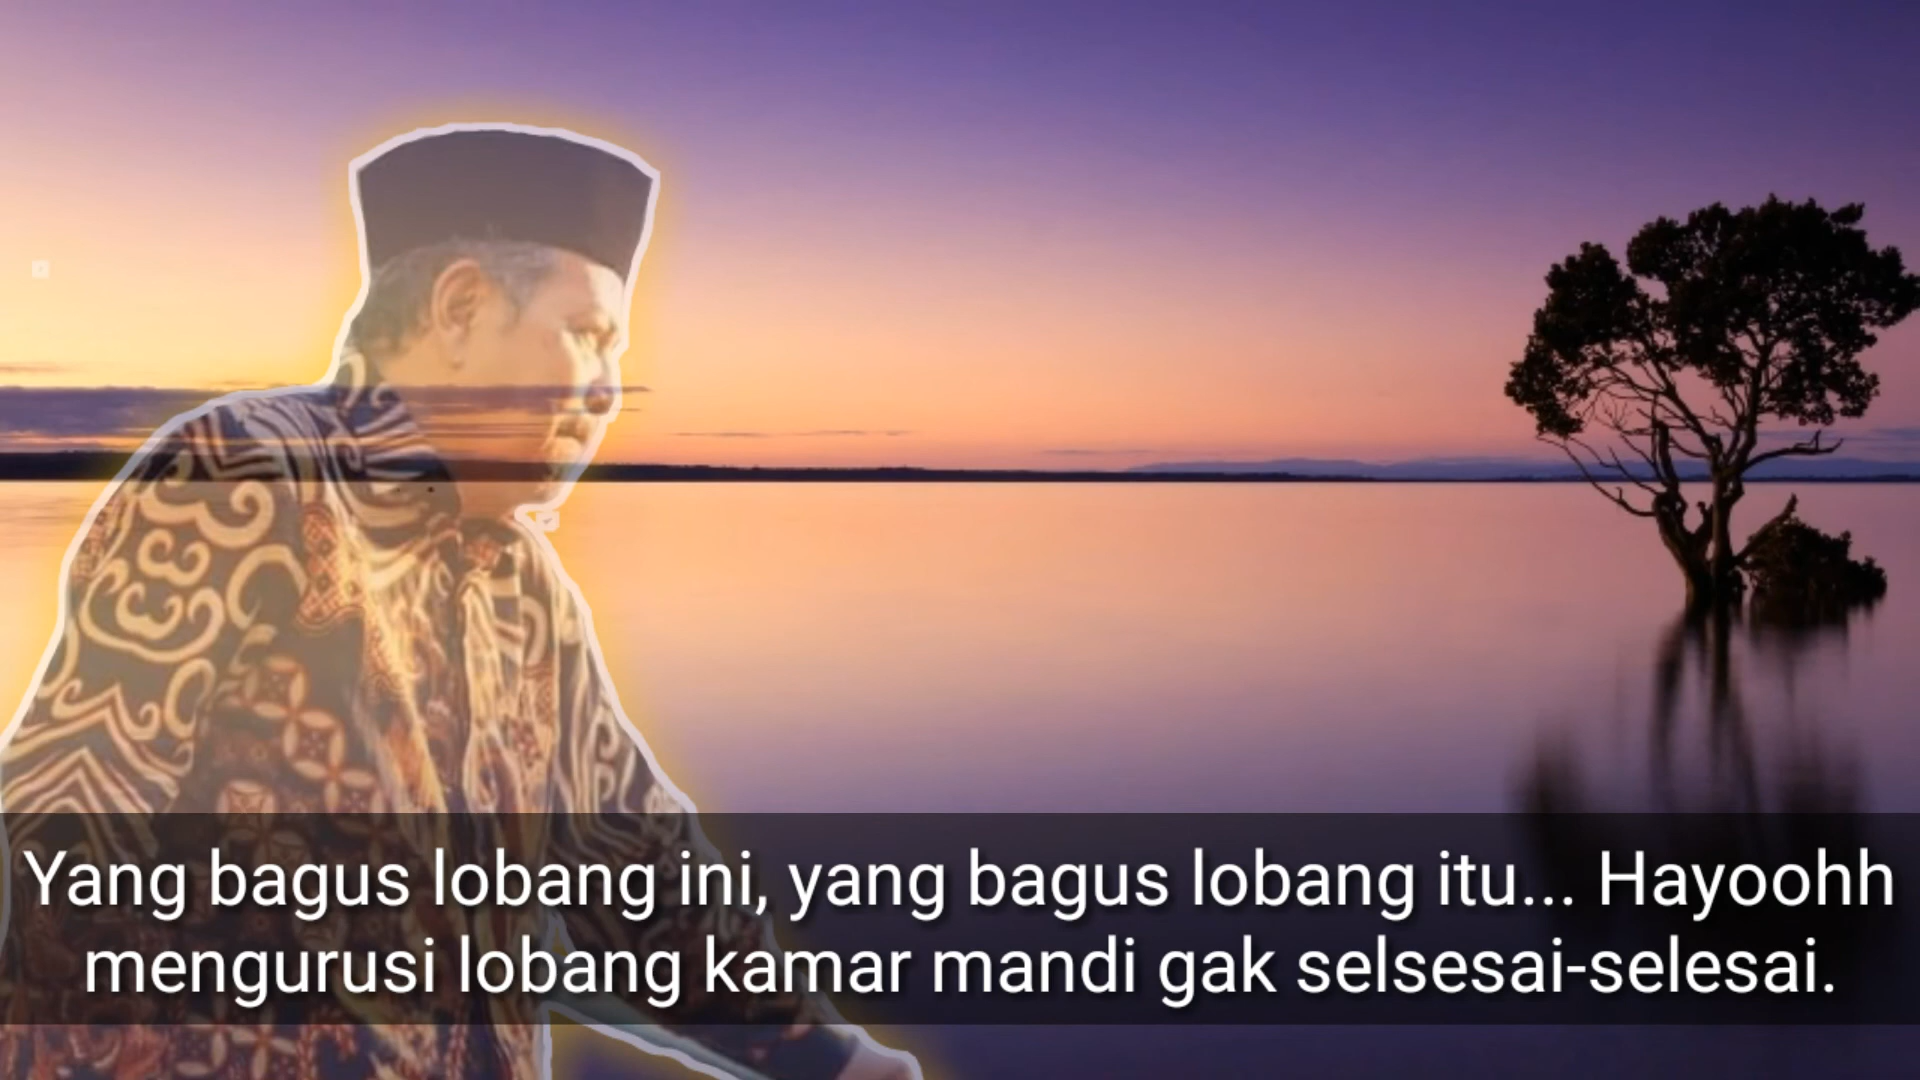 Yang bagus lobang ini, yang bagus lobang itu... Hayoohh
mengurusi lobang kamar mandi gak selsesai-selesai.